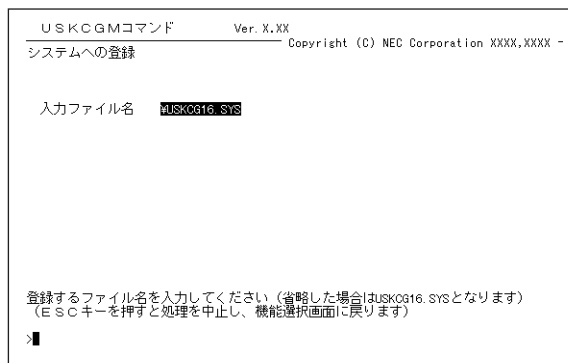 USKCGMコマンド Ver.X.XX
Copyright (C) NEC Corporation XXXX,XXXX -
システムへの登録
入力ファイル名 ¥USKCG16.SYS
登録するファイル名を入力してください（省略した場合はUSKCG16.SYSとなります）
（ESCキーを押すと処理を中止し、機能選択画面に戻ります）
>